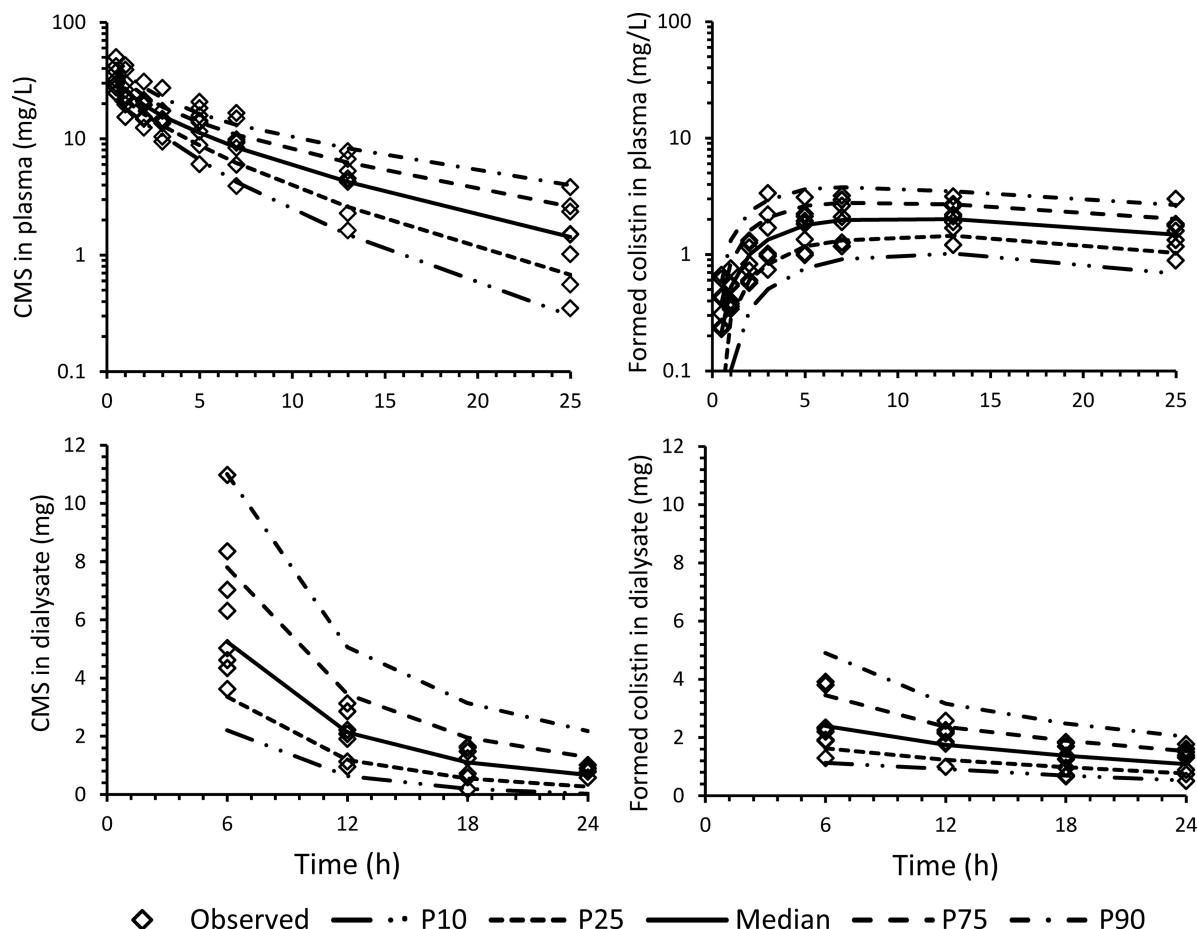 CMS in plasma (mg/L)
100
10
1
0.1
0 5 10 15 20 25
Formed colistin in plasma (mg/L)
100
10
1
0.1
0 5 10 15 20 25
CMS in dialysate (mg)
12
10
8
6
4
2
0
0 6 12 18 24
Time (h)
Formed colistin in dialysate (mg)
12
10
8
6
4
2
0
0 6 12 18 24
Time (h)
Observed P10 P25 Median P75 P90